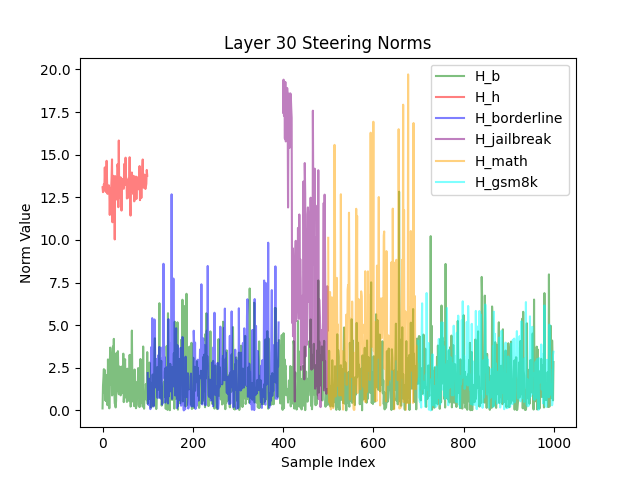 Layer 30 Steering Norms
H_b
H_h
H_borderline
H_jailbreak
H_math
H_gsm8k
Norm Value
20.0
17.5
15.0
12.5
10.0
7.5
5.0
2.5
0.0
0
200
400
600
800
1000
Sample Index